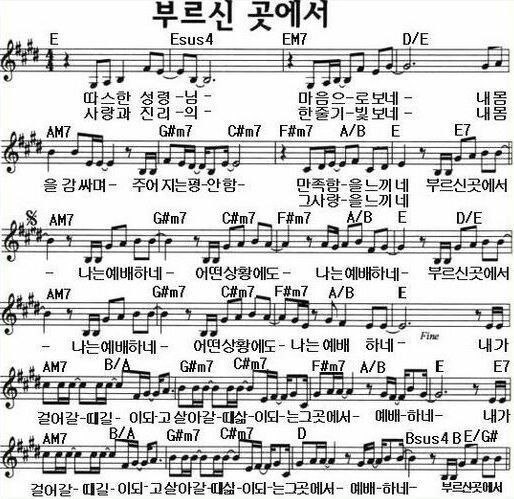 부르신 곳에서
E Esus4 EM7 D/E
따스한 성령-님- 마음으-로보네- 내몸
사랑과 진리-의- 한줄기-빛보네- 내몸
AM7 G#m7 C#m7 F#m7 A/B E E7
을 감싸며- 주어지는평-안함- 만족함-을느끼네 부르신곳에서
그사랑-을느끼네
AM7 G#m7 C#m7 F#m7 A/B E D/E
- 나는예배하네- 어떤상황에도- 나는예배하네- 부르신곳에서
AM7 G#m7 C#m7 F#m7 A/B E
- 나는예배하네- 어떤상황에도-나는예배 하네- Fine 내가
AM7 B/A G#m7 C#m7 F#m7 A/B E E7
걸어갈-때길-이되-고살아갈-때삶-이되-는그곳에서- 예배-하네- 내가
AM7 B/A G#m7 C#m7 D Bsus4 B E/G#
걸어갈-때길-이되-고살아갈-때삶-이되-는그곳에서- 예배하네- 부르신곳에서